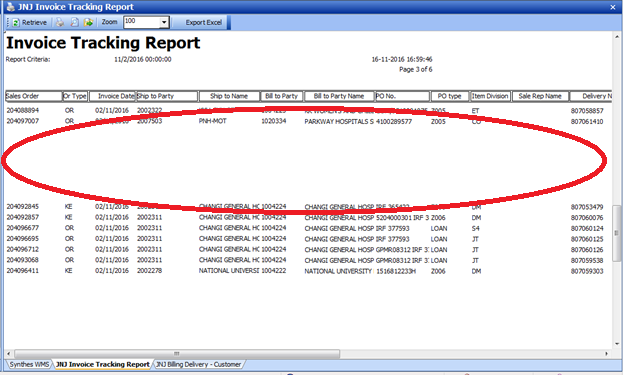 JNJ Invoice Tracking Report
Retrieve Zoom 100 Export Excel
Invoice Tracking Report
Report Criteria: 11/2/2016 00:00:00 16-11-2016 16:59:46
Page 3 of 6
Sales Order Or Type Invoice Date Ship to Party Ship to Name Bill to Party Bill to Party Name PO No. PO type Item Division Sale Rep Name Delivery N
204088894 OR 02/11/2016 2002322 Z005 ET 807058857
204097007 OR 2007503 PNH-MOT 1020334 PARKWAY HOSPITALS S 4100289577 Z005 CO 807061410
204092845 KE 02/11/2016 CHANGI GENERAL HC 1004224 CHANGI GENERAL HOSP IRF DM 807053479
204092857 KE 02/11/2016 2002311 CHANGI GENERAL HC 1004224 CHANGI GENERAL HOSP 5204000301 IRF 3 Z006 DM 807060076
204096677 OR 02/11/2016 2002311 CHANGI GENERAL HC 1004224 CHANGI GENERAL HOSP IRF 377593 LOAN S4 807060124
204096695 OR 02/11/2016 2002311 CHANGI GENERAL HC 1004224 CHANGI GENERAL HOSP IRF 377593 LOAN JT 807060125
204096712 OR 02/11/2016 2002311 CHANGI GENERAL HC 1004224 CHANGI GENERAL HOSP GPMR08312 IRF 3 LOAN JT 807060126
204093068 OR 02/11/2016 2002311 CHANGI GENERAL HC 1004224 CHANGI GENERAL HOSP GPMR08312 IRF 3 LOAN JT 807059538
204096411 KE 02/11/2016 2002278 NATIONAL UNIVERSI 1004222 NATIONAL UNIVERSITY 1516812233H Z006 DM 807059303
Synthes WMS JNJ Invoice Tracking Report JNJ Billing Delivery - Customer